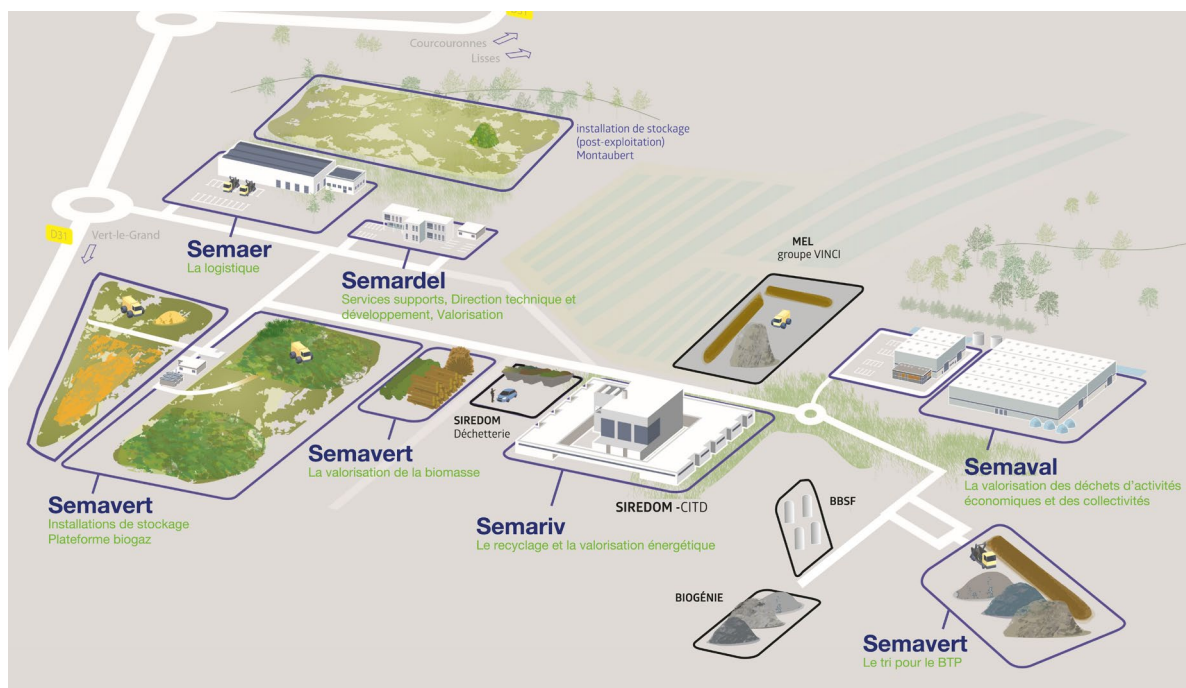 D31
Courcouronnes
Lisses
installation de stockage
(post-exploitation)
Montaubert
D31
Vert-le-Grand
Semaer
La logistique
Semardel
Services supports, Direction technique et
développement, Valorisation
MEL
groupe VINCI
SIREDOM
Déchetterie
Semavert
La valorisation de la biomasse
Semavert
Installations de stockage
Plateforme biogaz
Semariv
Le recyclage et la valorisation énergétique
SIREDOM -CITD
Semaval
La valorisation des déchets d'activités
économiques et des collectivités
BBSF
BIOGÉNIE
Semavert
Le tri pour le BTP